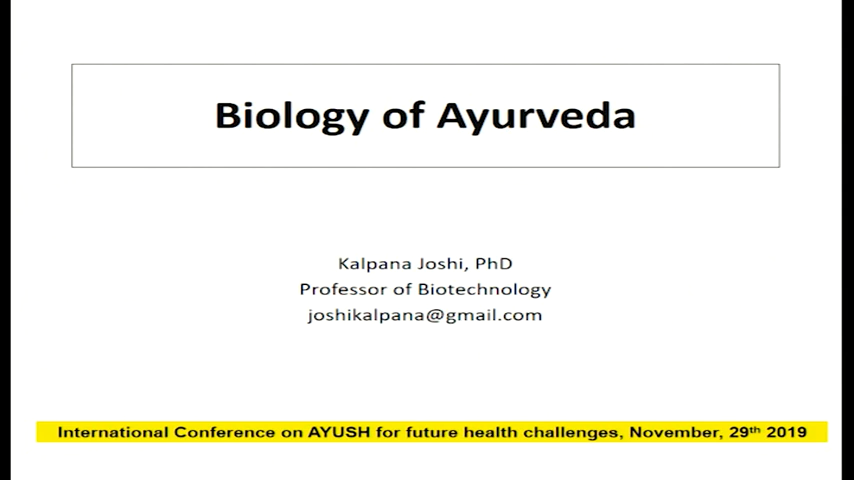 Biology of Ayurveda
Kalpana Joshi, PhD
Professor of Biotechnology
joshikalpana@gmail.com
International Conference on AYUSH for future health challenges, November, 29th 2019